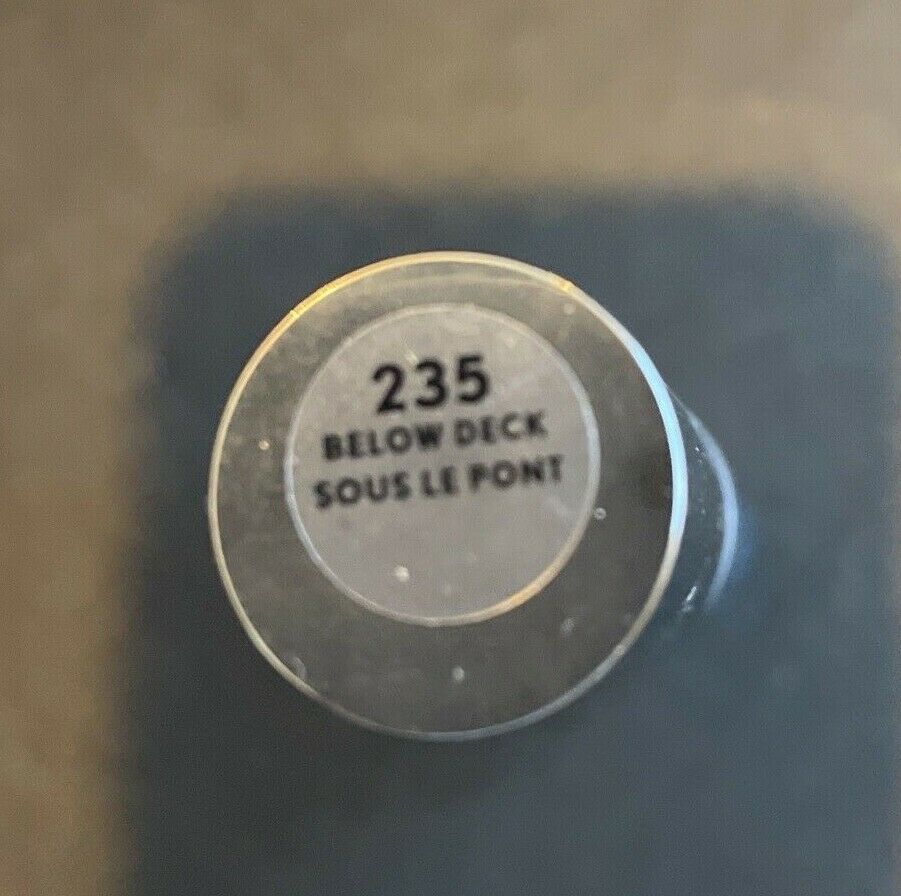 235
BELOW DECK
SOUS LE PONT